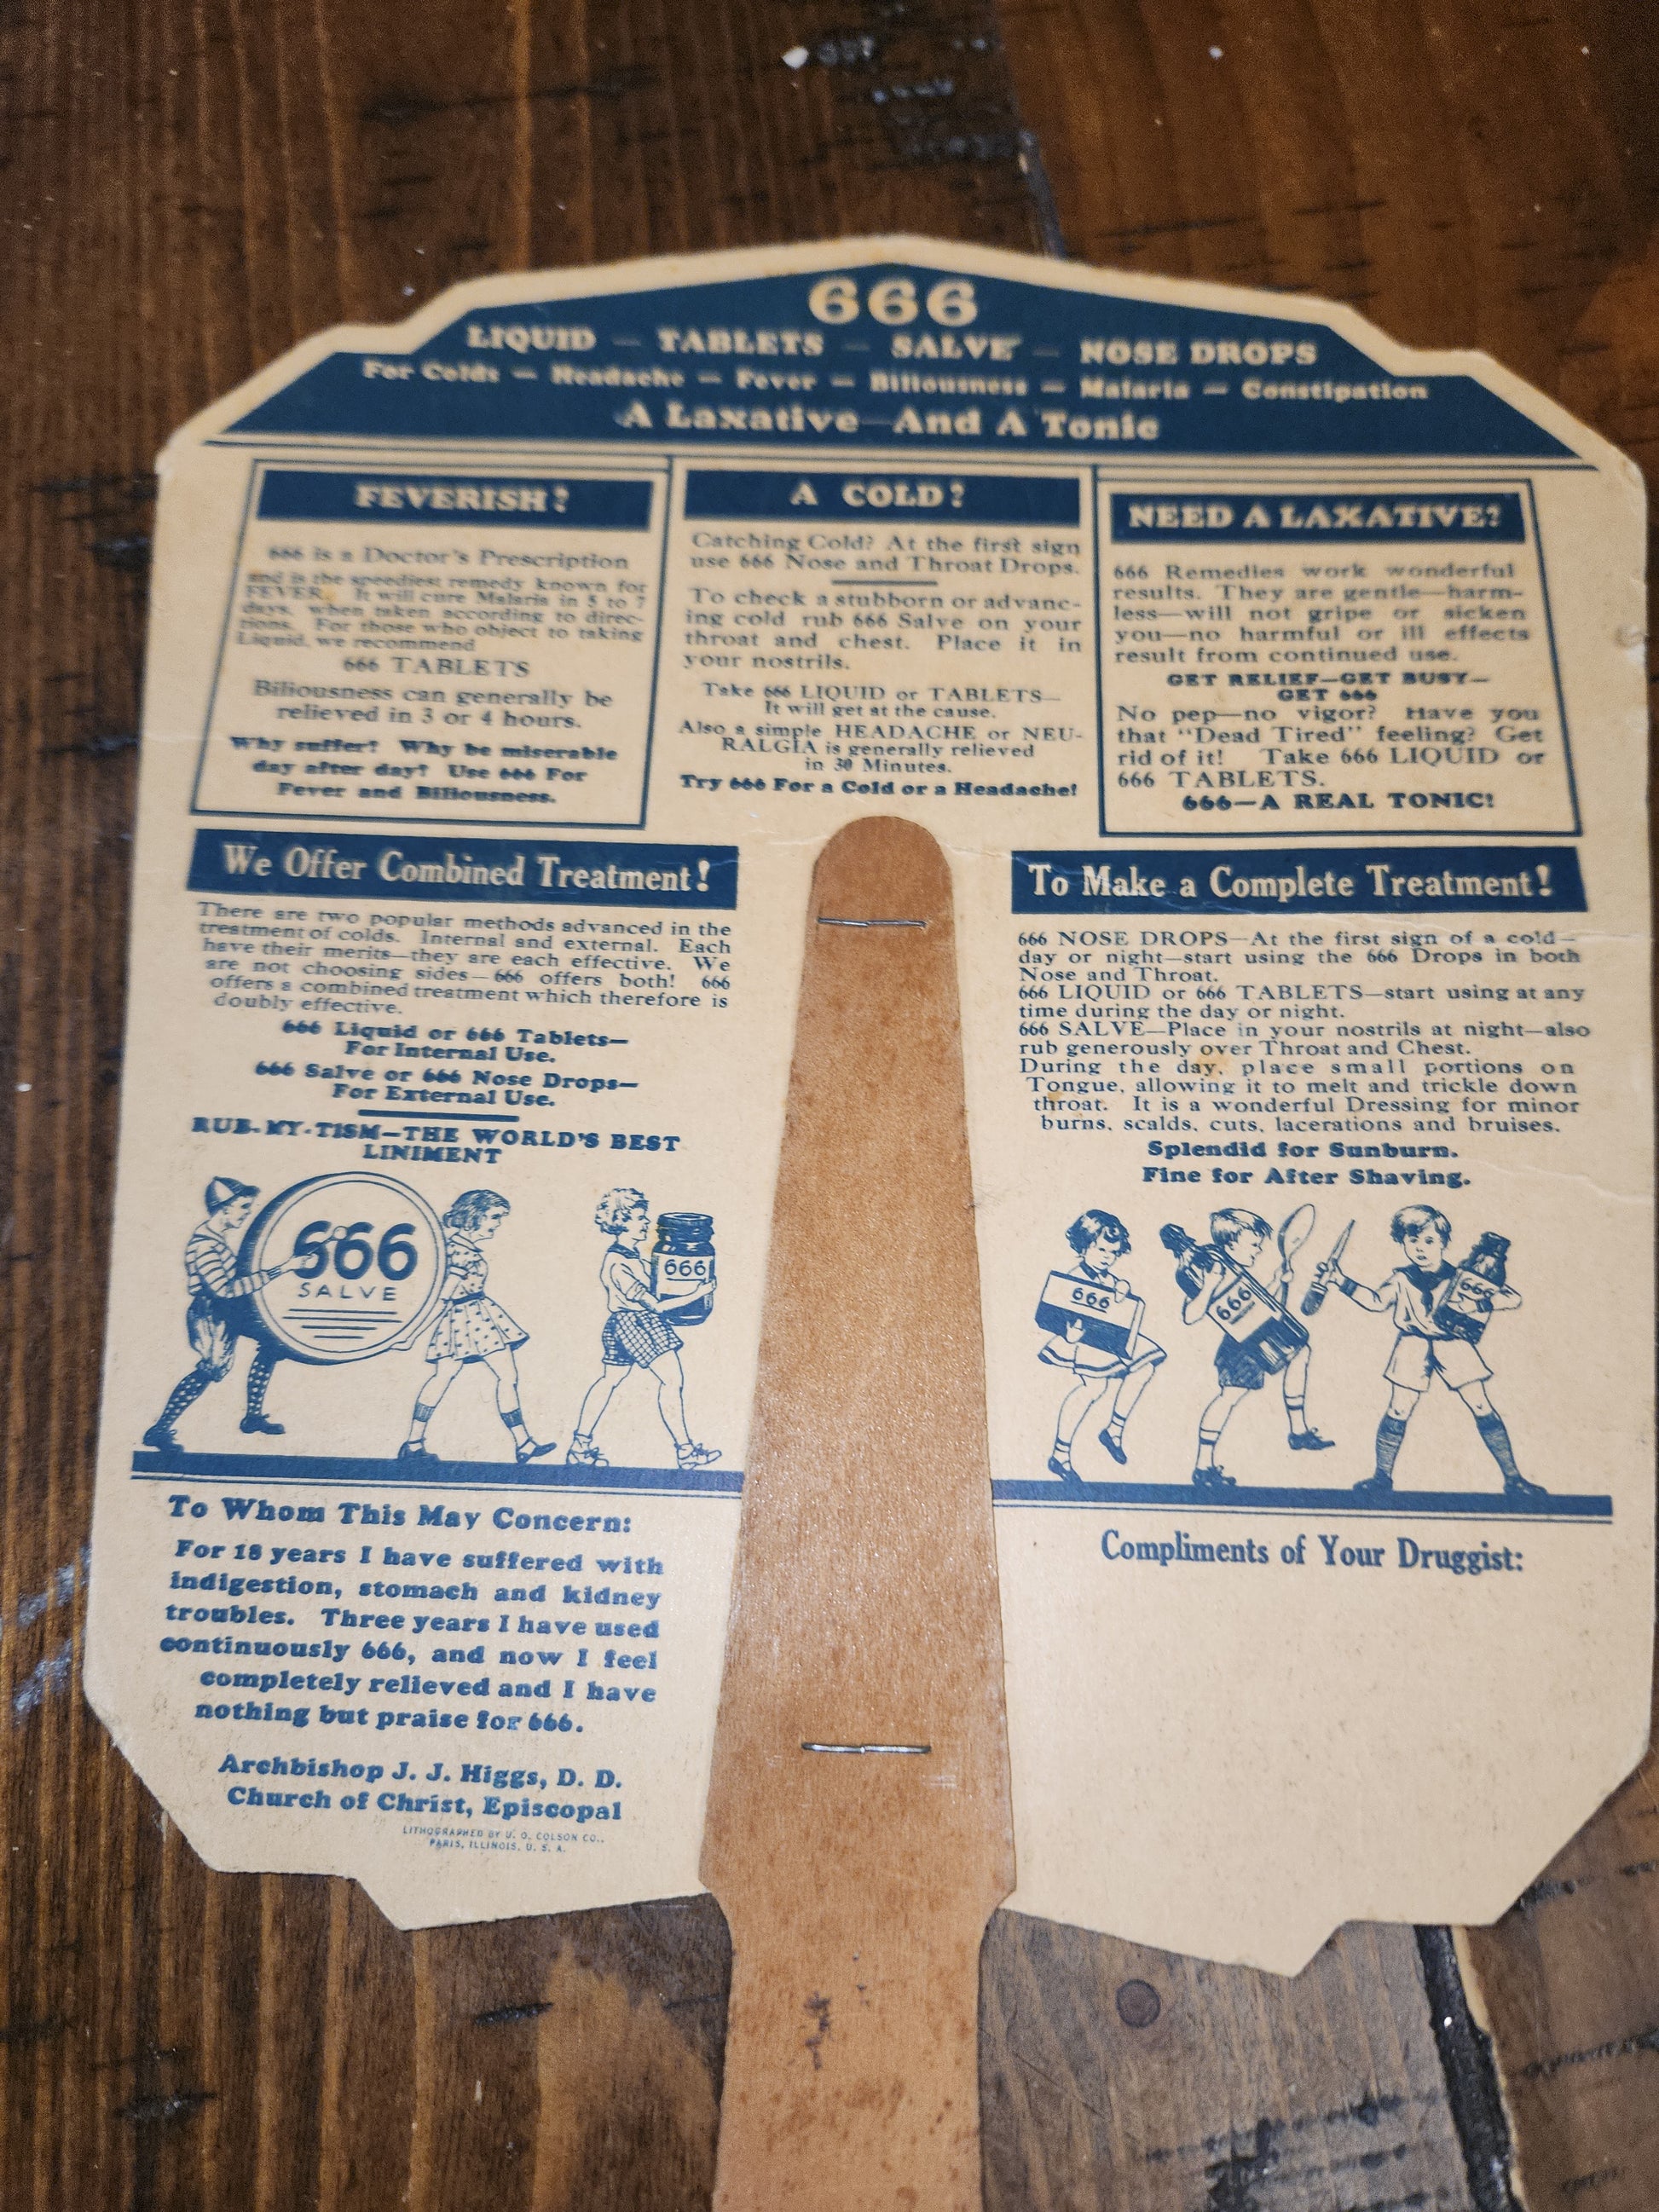 666
LIQUID — TABLETS — SALVE — NOSE DROPS
For Colds — Headache — Fever — Biliousness — Malaria — Constipation
A Laxative And A Tonic
FEVERISH?
666 is a Doctor's Prescription
and is the speediest remedy known for
FEVER. It will cure Malaria in 5 to 7
days, when taken according to direc-
tions. For those who object to taking
Liquid, we recommend
666 TABLETS
Biliousness can generally be
relieved in 3 or 4 hours.
Why suffer? Why be miserable
day after day? Use 666 For
Fever and Biliousness.
A COLD?
Catching Cold? At the first sign
use 666 Nose and Throat Drops.
To check a stubborn or advanc-
ing cold rub 666 Salve on your
throat and chest. Place it in
your nostrils.
Take 666 LIQUID or TABLETS—
It will get at the cause.
Also a simple HEADACHE or NEU-
RALGIA is generally relieved
in 30 Minutes.
Try 666 For a Cold or a Headache!
NEED A LAXATIVE?
666 Remedies work wonderful
results. They are gentle—harm-
less—will not gripe or sicken
you—no harmful or ill effects
result from continued use.
GET RELIEF—GET BUSY—
GET 666
No pep—no vigor? Have you
that "Dead Tired" feeling? Get
rid of it! Take 666 LIQUID or
666 TABLETS.
666—A REAL TONIC!
We Offer Combined Treatment!
There are two popular methods advanced in the
treatment of colds. Internal and external. Each
have their merits—they are each effective. We
are not choosing sides—666 offers both! 666
offers a combined treatment which therefore is
doubly effective.
666 Liquid or 666 Tablets—
For Internal Use.
666 Salve or 666 Nose Drops—
For External Use.
RUB-MY-TISM—THE WORLD'S BEST
LINIMENT
666
SALVE
666
To Make a Complete Treatment!
666 NOSE DROPS—At the first sign of a cold—
day or night—start using the 666 Drops in both
Nose and Throat.
666 LIQUID or 666 TABLETS—start using at any
time during the day or night.
666 SALVE—Place in your nostrils at night—also
rub generously over Throat and Chest.
During the day, place small portions on
Tongue, allowing it to melt and trickle down
throat. It is a wonderful Dressing for minor
burns, scalds, cuts, lacerations and bruises.
Splendid for Sunburn.
Fine for After Shaving.
666
666
666
To Whom This May Concern:
For 18 years I have suffered with
indigestion, stomach and kidney
troubles. Three years I have used
continuously 666, and now I feel
completely relieved and I have
nothing but praise for 666.
Archbishop J. J. Higgs, D. D.
Church of Christ, Episcopal
LITHOGRAPHED BY U. O. COLSON CO.,
PARIS, ILLINOIS, U. S. A.
Compliments of Your Druggist: